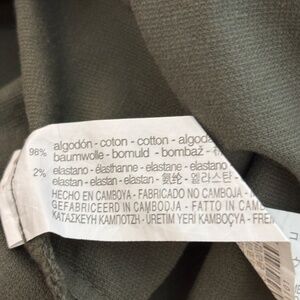 98% algodón - coton - cotton - algod
baumwolle - bomuld - bombaž -
2% elastano - élasthanne - elastane - elastano
elastan - elastan - elastan - 氨纶 - 엘라스탄
HECHO EN CAMBOYA - FABRICADO NO CAMBOJA -
GEFABRICEERD IN CAMBODJA - FATTO IN CAMB
ΚΑΤΑΣΚΕΥΗ ΚΑΜΠΟΤΖΗ - ÜRETIM YERI KAMBOÇYA - FRE